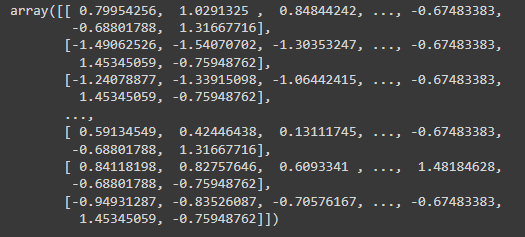 array([[ 0.79954256,  1.0291325 ,  0.84844242, ..., -0.67483383,
        -0.68801788,  1.31667716],
       [-1.49062526, -1.54070702, -1.30353247, ..., -0.67483383,
         1.45345059, -0.75948762],
       [-1.24078877, -1.33915098, -1.06442415, ..., -0.67483383,
         1.45345059, -0.75948762],
       ...,
       [ 0.59134549,  0.42446438,  0.13111745, ..., -0.67483383,
        -0.68801788,  1.31667716],
       [ 0.84118198,  0.82757646,  0.6093341 , ...,  1.48184628,
        -0.68801788, -0.75948762],
       [-0.94931287, -0.83526087, -0.70576167, ..., -0.67483383,
         1.45345059, -0.75948762]])